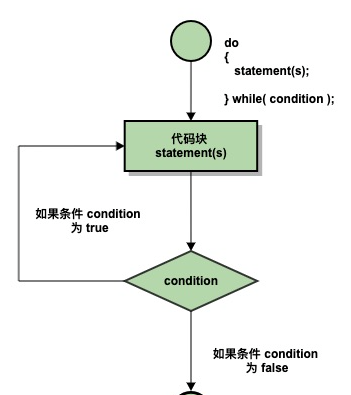 do
{
statement(s);
} while( condition );
代码块
statement(s)
如果条件 condition
为 true
condition
如果条件 condition
为 false